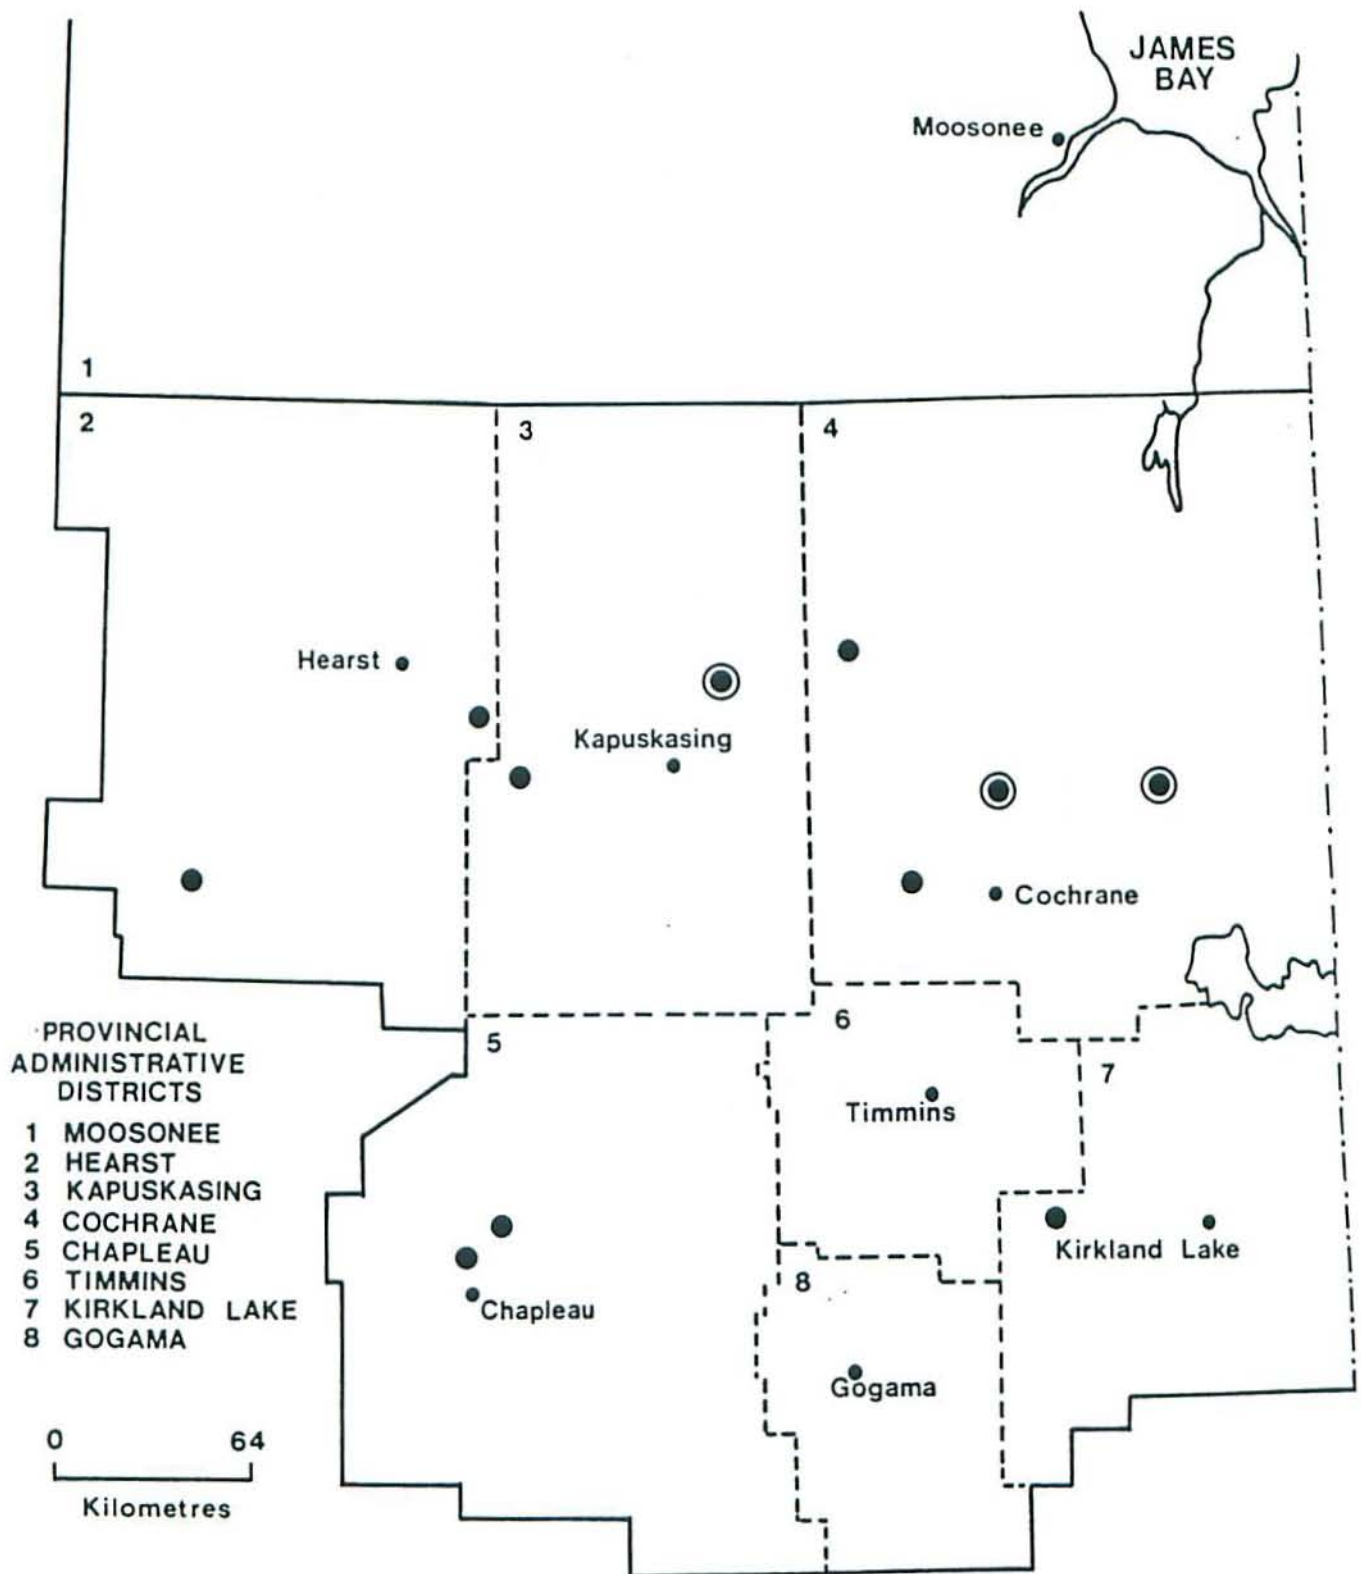 JAMES
BAY
Moosonee
1
2
3
4
Hearst
Kapuskasing
Cochrane
5
6
7
Timmins
Kirkland Lake
8
Chapleau
Gogama
PROVINCIAL
ADMINISTRATIVE
DISTRICTS
1 MOOSONEE
2 HEARST
3 KAPUSKASING
4 COCHRANE
5 CHAPLEAU
6 TIMMINS
7 KIRKLAND LAKE
8 GOGAMA
0 64
Kilometres